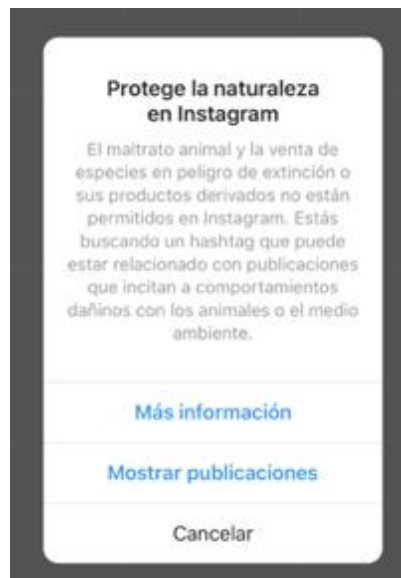 Protege la naturaleza
en Instagram
El maltrato animal y la venta de
especies en peligro de extinción o
sus productos derivados no están
permitidos en Instagram. Estás
buscando un hashtag que puede
estar relacionado con publicaciones
que incitan a comportamientos
dañinos con los animales o el medio
ambiente.
Más información
Mostrar publicaciones
Cancelar